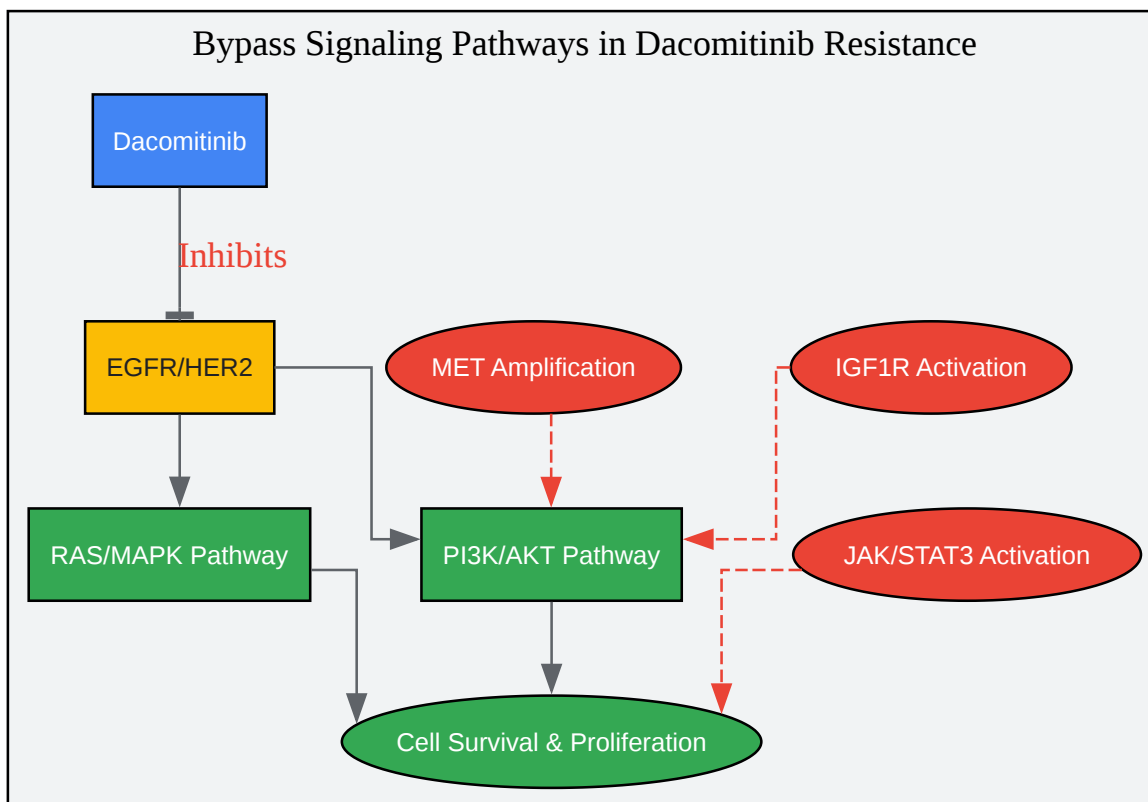 Bypass Signaling Pathways in Dacomitinib Resistance
Dacomitinib
Inhibits
EGFR/HER2
MET Amplification
IGF1R Activation
RAS/MAPK Pathway
PI3K/AKT Pathway
JAK/STAT3 Activation
Cell Survival & Proliferation